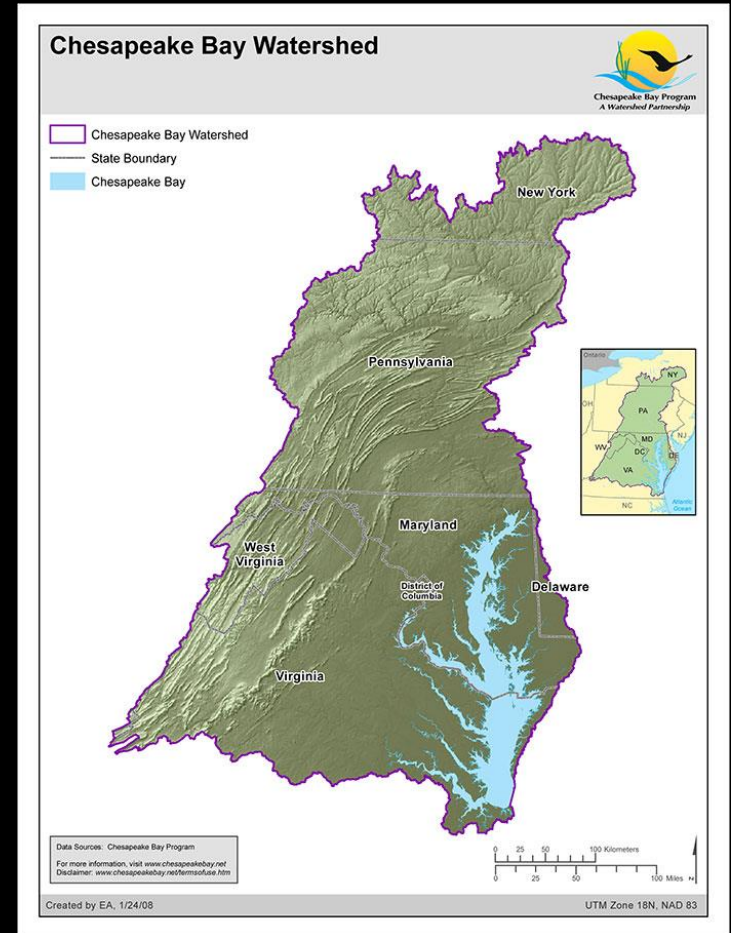 Chesapeake Bay Watershed
Chesapeake Bay Program
A Watershed Partnership
Chesapeake Bay Watershed
State Boundary
Chesapeake Bay
New York
Pennsylvania
Maryland
West
Virginia
District of
Columbia
Delaware
Virginia
Ontario
NY
OH
PA
NJ
MD
WV
DC
DE
VA
NC
Atlantic
Ocean
Data Sources: Chesapeake Bay Program
For more information, visit www.chesapeakebay.net
Disclaimer: www.chesapeakebay.net/termsofuse.htm
0 25 50 100 Kilometers
0 25 50 100 Miles
N
Created by EA, 1/24/08
UTM Zone 18N, NAD 83